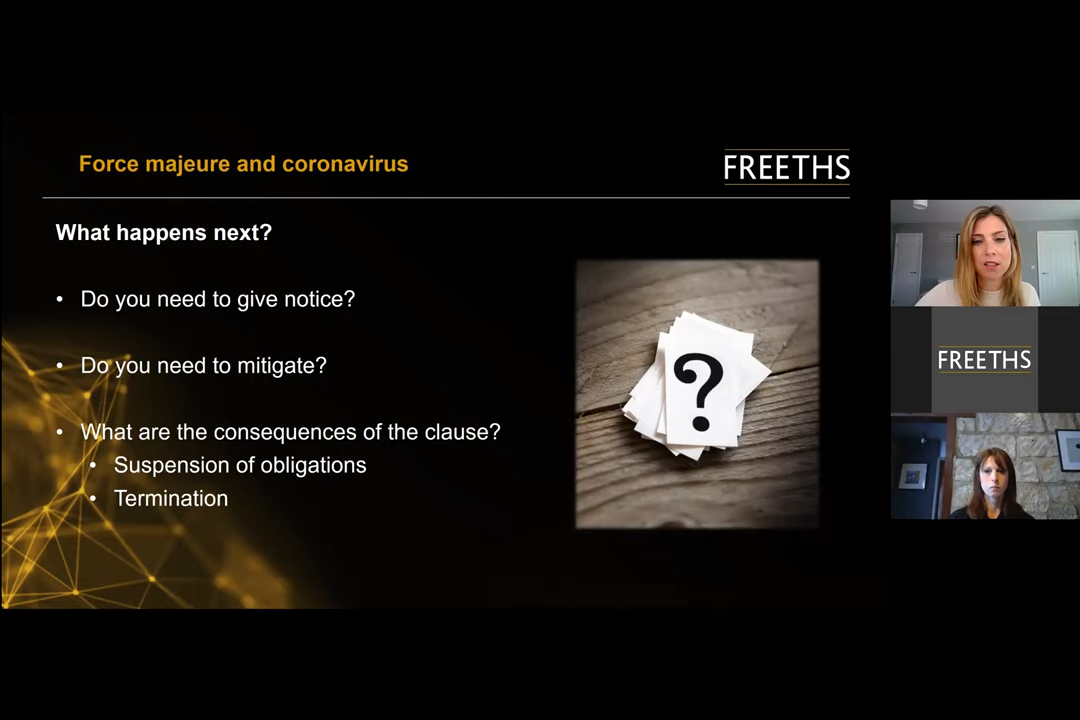 Force majeure and coronavirus
FREETHS
What happens next?
• Do you need to give notice?
• Do you need to mitigate?
• What are the consequences of the clause?
• Suspension of obligations
• Termination
?
FREETHS